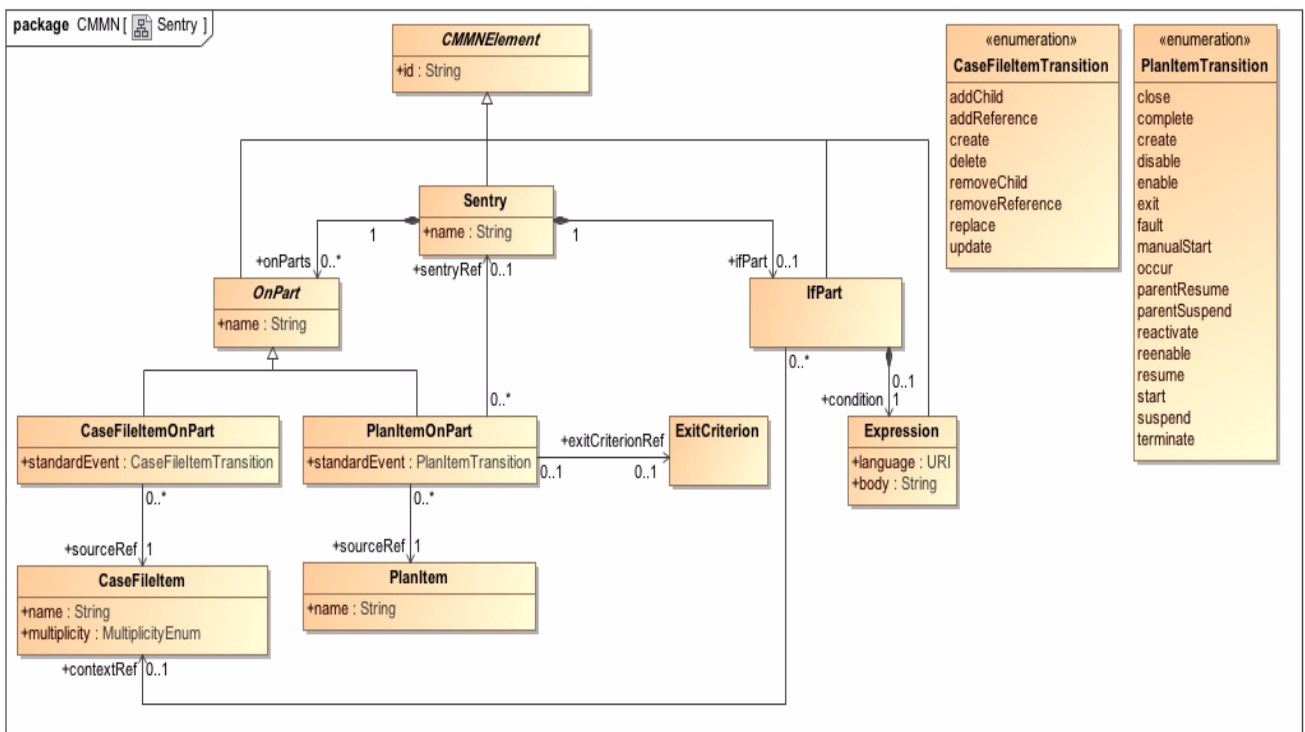 package CMMN [ Sentry ]
CMMNElement
+id : String
«enumeration»
CaseFileItemTransition
addChild
addReference
create
delete
removeChild
removeReference
replace
update
«enumeration»
PlanItemTransition
close
complete
create
disable
enable
exit
fault
manualStart
occur
parentResume
parentSuspend
reactivate
reenable
resume
start
suspend
terminate
Sentry
+name : String
1
1
+onParts 0..*
+sentryRef 0..1
+ifPart 0..1
OnPart
+name : String
IfPart
0..*
0..1
+condition 1
0..*
CaseFileItemOnPart
+standardEvent : CaseFileItemTransition
PlanItemOnPart
+standardEvent : PlanItemTransition
+exitCriterionRef
0..1
0..1
ExitCriterion
Expression
+language : URI
+body : String
0..*
0..*
+sourceRef 1
+sourceRef 1
CaseFileItem
+name : String
+multiplicity : MultiplicityEnum
PlanItem
+name : String
+contextRef 0..1